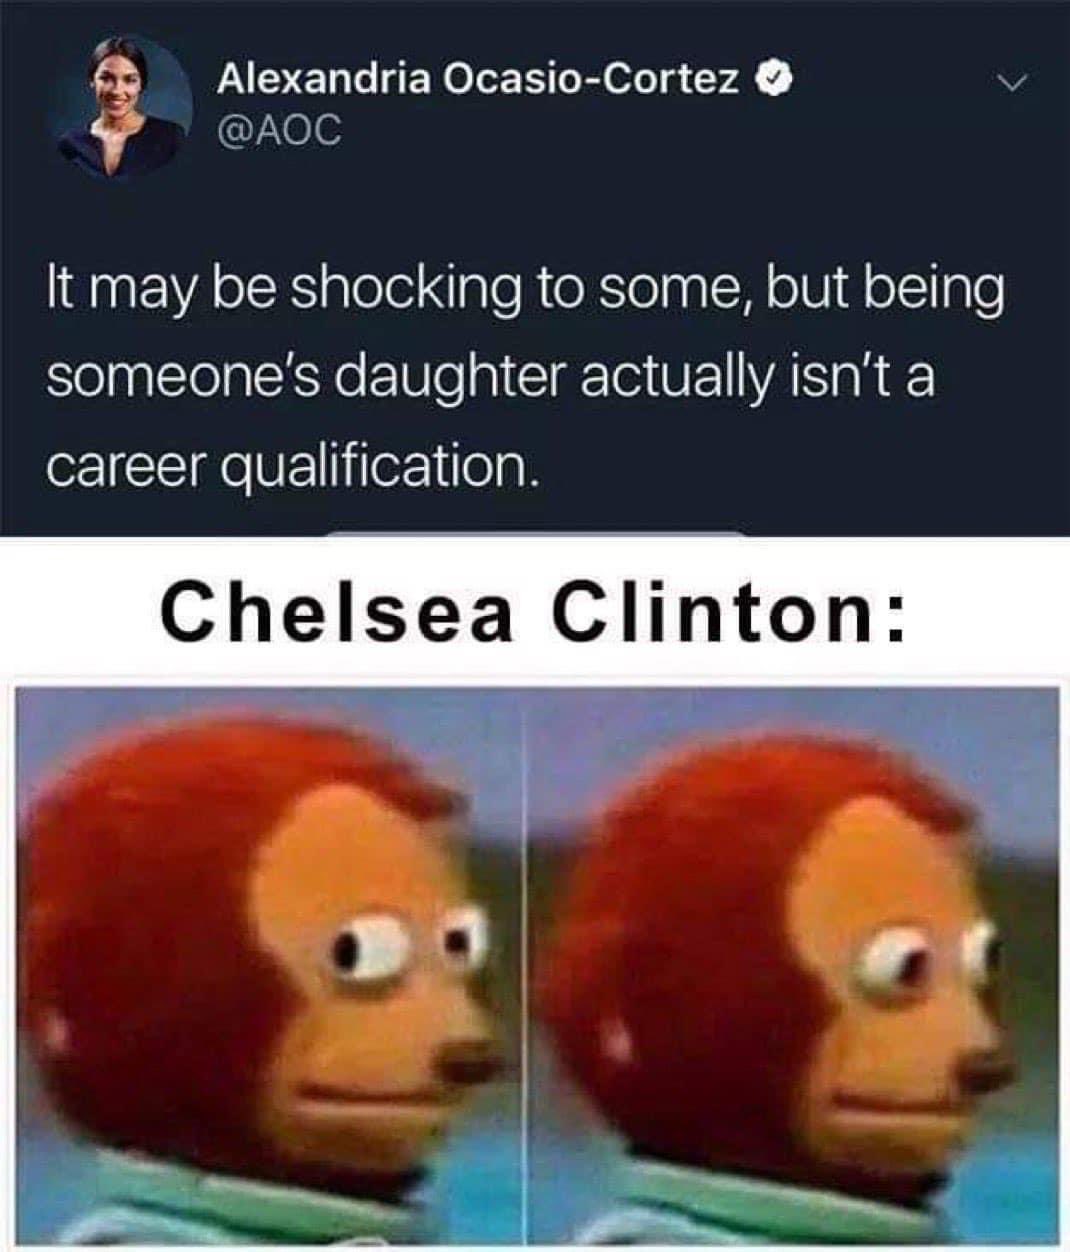 Alexandria Ocasio-Cortez
@AOC
It may be shocking to some, but being
someone's daughter actually isn't a
career qualification.
Chelsea Clinton: